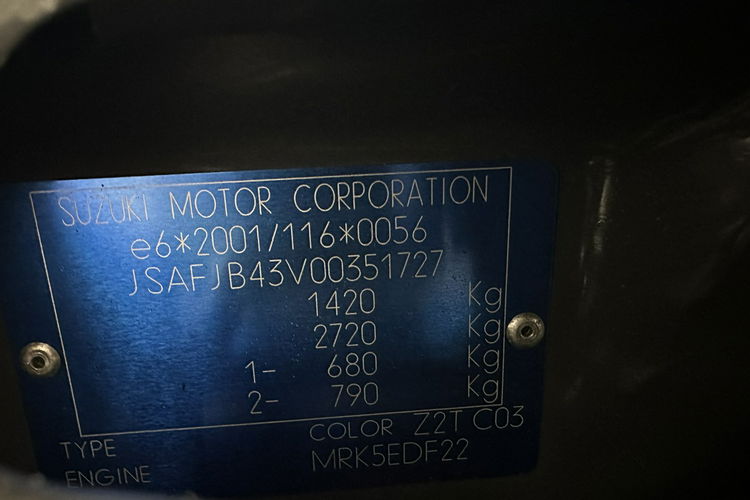 SUZUKI MOTOR CORPORATION
e6*2001/116*0056
JSAFJB43V00351727
1420 Kg
2720 Kg
1- 680 Kg
2- 790 Kg
TYPE COLOR Z2T C03
ENGINE MRK5EDF22